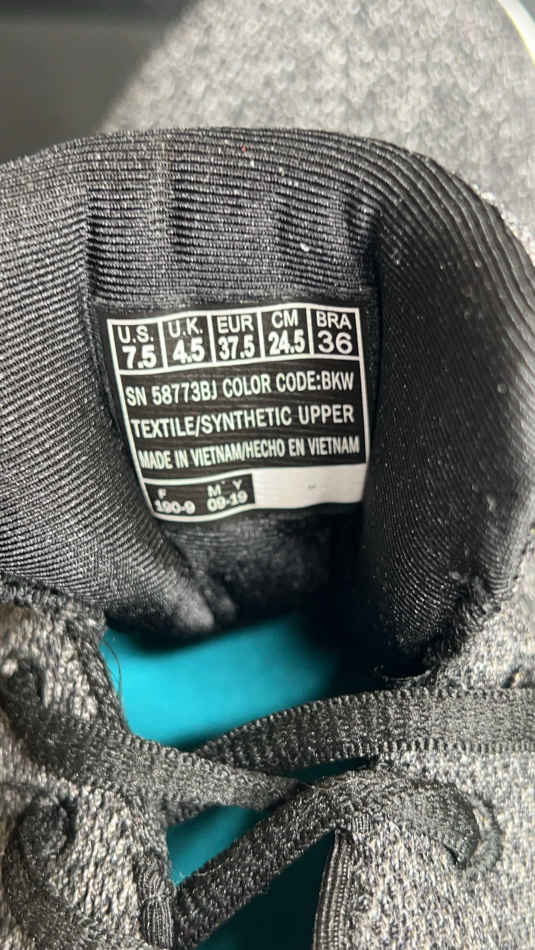 U.S. U.K. EUR CM BRA
7.5 4.5 37.5 24.5 36
SN 58773BJ COLOR CODE:BKW
TEXTILE/SYNTHETIC UPPER
MADE IN VIETNAM/HECHO EN VIETNAM
F M Y
190-9 09-19